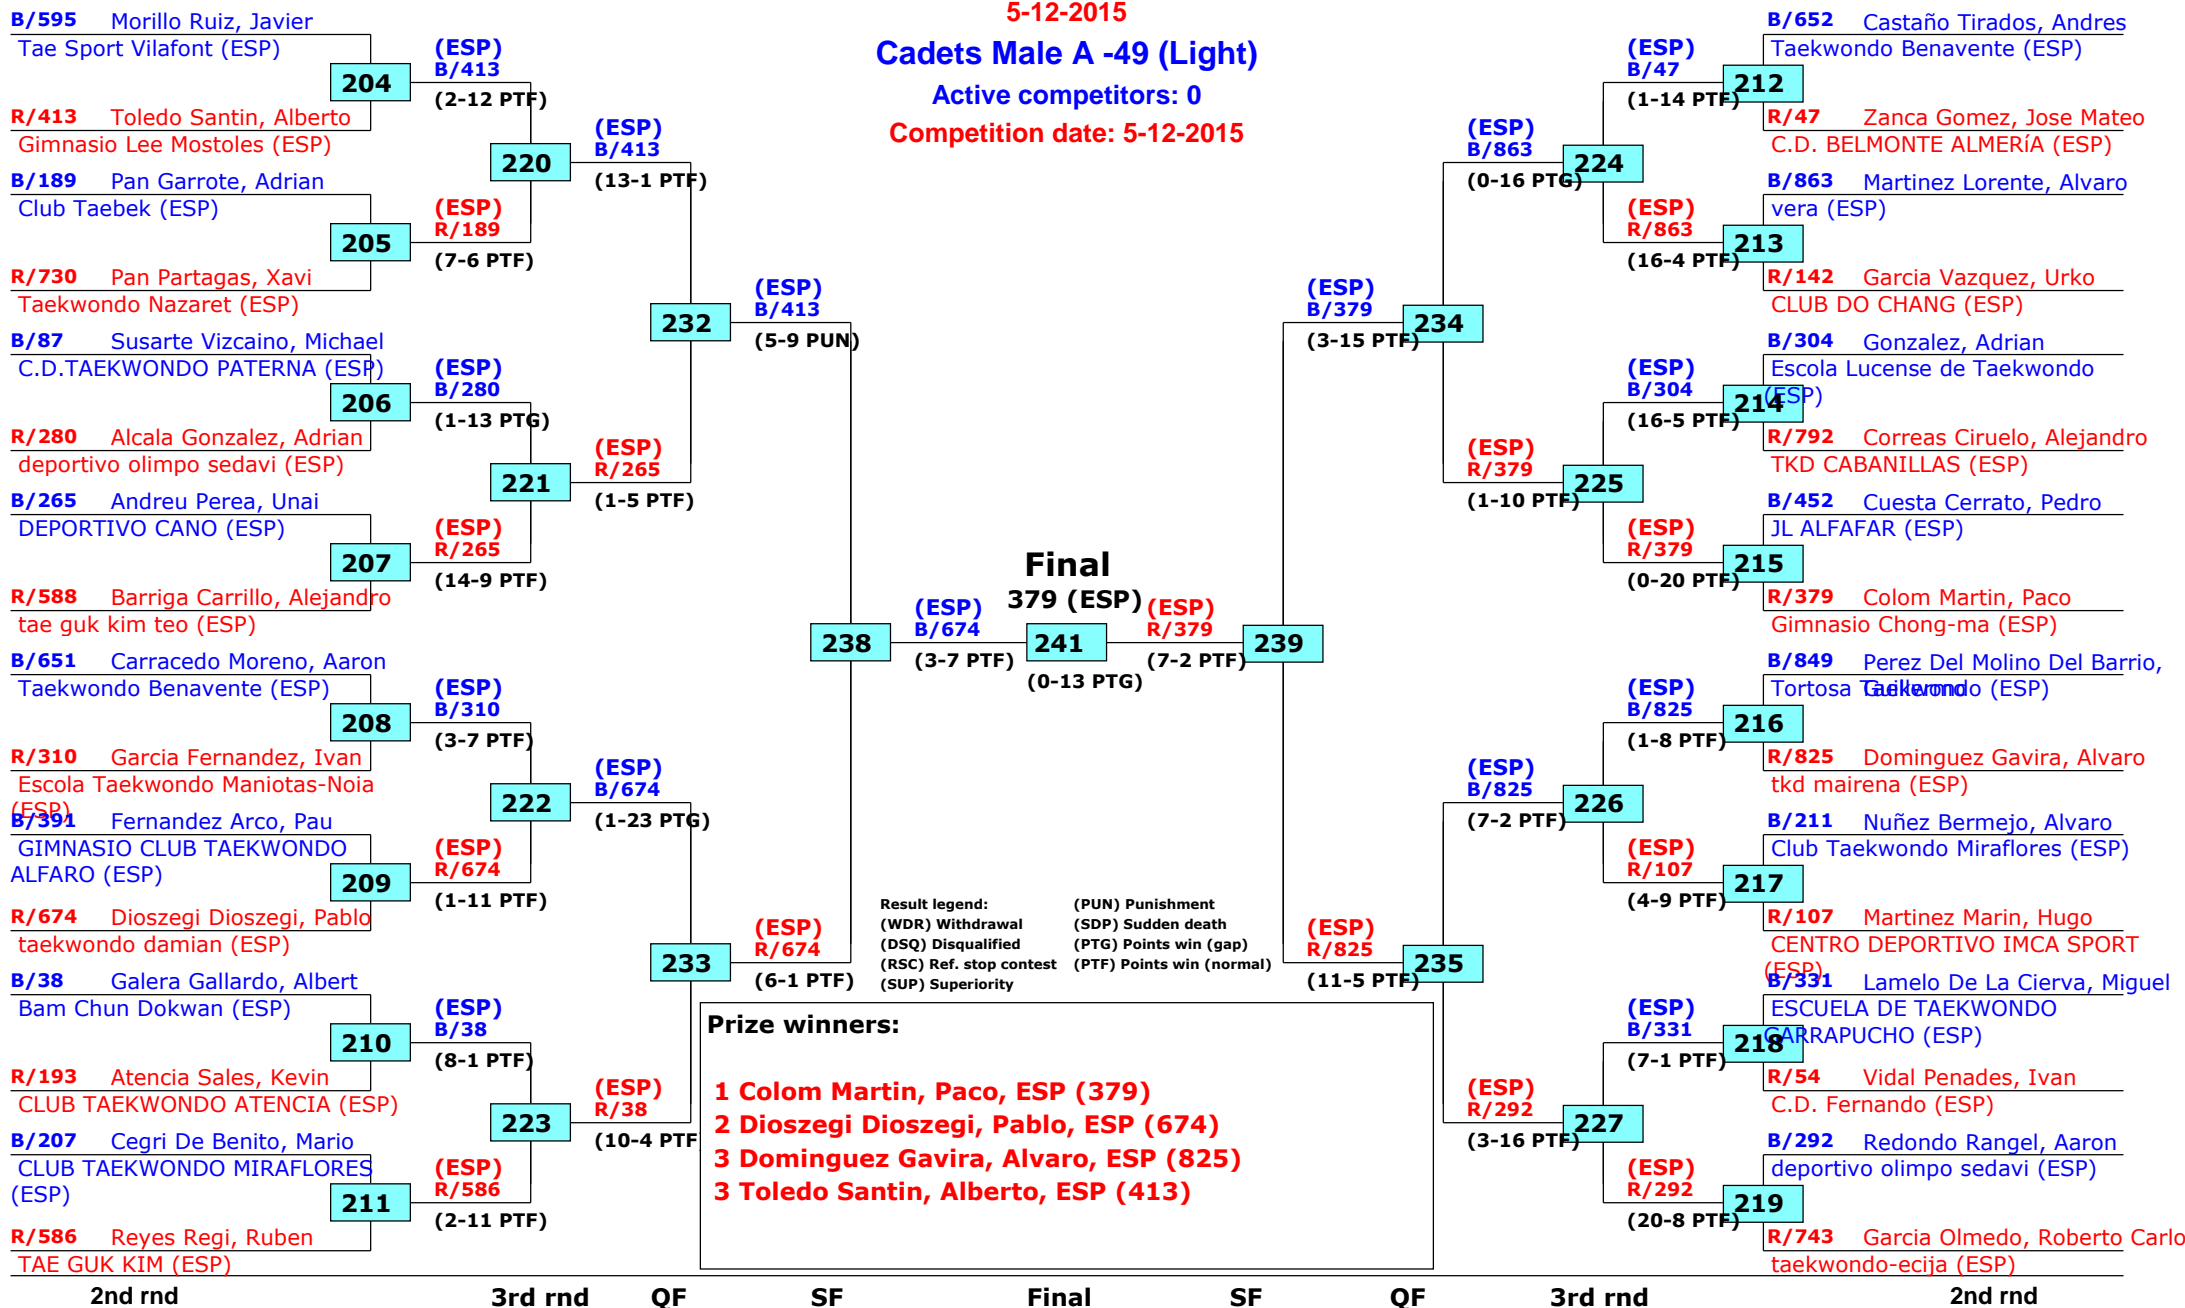 5-12-2015
Cadets Male A -49 (Light)
Active competitors: 0
Competition date: 5-12-2015
B/595 Morillo Ruiz, Javier
Tae Sport Vilafont (ESP)
204
R/413 Toledo Santin, Alberto
Gimnasio Lee Mostoles (ESP)
B/189 Pan Garrote, Adrian
Club Taebek (ESP)
205
R/730 Pan Partagas, Xavi
Taekwondo Nazaret (ESP)
B/87 Susarte Vizcaino, Michael
C.D.TAEKWONDO PATERNA (ESP)
206
R/280 Alcala Gonzalez, Adrian
deportivo olimpo sedavi (ESP)
B/265 Andreu Perea, Unai
DEPORTIVO CANO (ESP)
207
R/588 Barriga Carrillo, Alejandro
tae guk kim teo (ESP)
B/651 Carracedo Moreno, Aaron
Taekwondo Benavente (ESP)
208
R/310 Garcia Fernandez, Ivan
Escola Taekwondo Maniotas-Noia
(ESP)
B/391 Fernandez Arco, Pau
GIMNASIO CLUB TAEKWONDO
ALFARO (ESP)
209
R/674 Dioszegi Dioszegi, Pablo
taekwondo damian (ESP)
B/38 Galera Gallardo, Albert
Bam Chun Dokwan (ESP)
210
R/193 Atencia Sales, Kevin
CLUB TAEKWONDO ATENCIA (ESP)
B/207 Cegri De Benito, Mario
CLUB TAEKWONDO MIRAFLORES
(ESP)
211
R/586 Reyes Regi, Ruben
TAE GUK KIM (ESP)
(ESP)
B/413
(2-12 PTF)
220
(ESP)
R/189
(7-6 PTF)
(ESP)
B/280
(1-13 PTG)
221
(ESP)
R/265
(14-9 PTF)
(ESP)
B/310
(3-7 PTF)
222
(ESP)
R/674
(1-11 PTF)
(ESP)
B/38
(8-1 PTF)
223
(ESP)
R/586
(2-11 PTF)
(ESP)
B/413
(13-1 PTF)
232
(ESP)
R/265
(1-5 PTF)
(ESP)
B/674
(1-23 PTG)
233
(ESP)
R/38
(10-4 PTF
(ESP)
B/413
(5-9 PUN)
238
(ESP)
R/674
(6-1 PTF)
(ESP)
B/674
(3-7 PTF)
Final
379 (ESP)
241
(0-13 PTG)
(ESP)
R/379
(7-2 PTF)
239
(ESP)
B/379
(3-15 PTF)
(ESP)
R/825
(11-5 PTF)
234
235
(ESP)
B/863
(0-16 PTG)
224
(ESP)
R/379
(1-10 PTF)
225
(ESP)
B/825
(7-2 PTF)
226
(ESP)
R/292
(3-16 PTF)
227
(ESP)
B/47
(1-14 PTF)
(ESP)
R/863
(16-4 PTF)
(ESP)
B/304
(16-5 PTF)
(ESP)
R/379
(0-20 PTF)
(ESP)
B/825
(1-8 PTF)
(ESP)
R/107
(4-9 PTF)
(ESP)
B/331
(7-1 PTF)
(ESP)
R/292
(20-8 PTF)
B/652 Castaño Tirados, Andres
Taekwondo Benavente (ESP)
212
R/47 Zanca Gomez, Jose Mateo
C.D. BELMONTE ALMERíA (ESP)
B/863 Martinez Lorente, Alvaro
vera (ESP)
213
R/142 Garcia Vazquez, Urko
CLUB DO CHANG (ESP)
B/304 Gonzalez, Adrian
Escola Lucense de Taekwondo
(ESP)
214
R/792 Correas Ciruelo, Alejandro
TKD CABANILLAS (ESP)
B/452 Cuesta Cerrato, Pedro
JL ALFAFAR (ESP)
215
R/379 Colom Martin, Paco
Gimnasio Chong-ma (ESP)
B/849 Perez Del Molino Del Barrio,
Guillermo
Tortosa Taekwondo (ESP)
216
R/825 Dominguez Gavira, Alvaro
tkd mairena (ESP)
B/211 Nuñez Bermejo, Alvaro
Club Taekwondo Miraflores (ESP)
217
R/107 Martinez Marin, Hugo
CENTRO DEPORTIVO IMCA SPORT
(ESP)
B/331 Lamelo De La Cierva, Miguel
ESCUELA DE TAEKWONDO
GARRAPUCHO (ESP)
218
R/54 Vidal Penades, Ivan
C.D. Fernando (ESP)
B/292 Redondo Rangel, Aaron
deportivo olimpo sedavi (ESP)
219
R/743 Garcia Olmedo, Roberto Carlo
taekwondo-ecija (ESP)
Result legend:
(WDR) Withdrawal
(DSQ) Disqualified
(RSC) Ref. stop contest
(SUP) Superiority
(PUN) Punishment
(SDP) Sudden death
(PTG) Points win (gap)
(PTF) Points win (normal)
Prize winners:
1 Colom Martin, Paco, ESP (379)
2 Dioszegi Dioszegi, Pablo, ESP (674)
3 Dominguez Gavira, Alvaro, ESP (825)
3 Toledo Santin, Alberto, ESP (413)
2nd rnd 3rd rnd QF SF Final SF QF 3rd rnd 2nd rnd